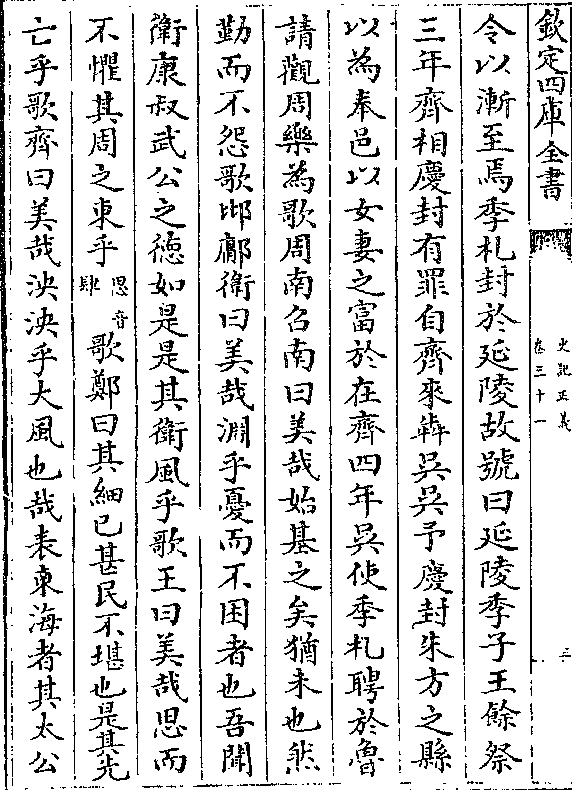 欽定四庫全書
史記正義
卷三十一
三
令以漸至焉季札封於延陵故號曰延陵季子王餘祭
三年齊相慶封有罪自齊來犇吳吳予慶封朱方之縣
以為奉邑以女妻之富於在齊四年吳使季札聘於魯
請觀周樂為歌周南召南曰美哉始基之矣猶未也然
勤而不怨歌邶鄘衛曰美哉淵乎憂而不困者也吾聞
衛康叔武公之徳如是是其衛風乎歌王曰美哉思而
不懼其周之東乎思音肆歌鄭曰其細已甚民不堪也是其先
亡乎歌齊曰美哉泱泱乎大風也哉表東海者其太公